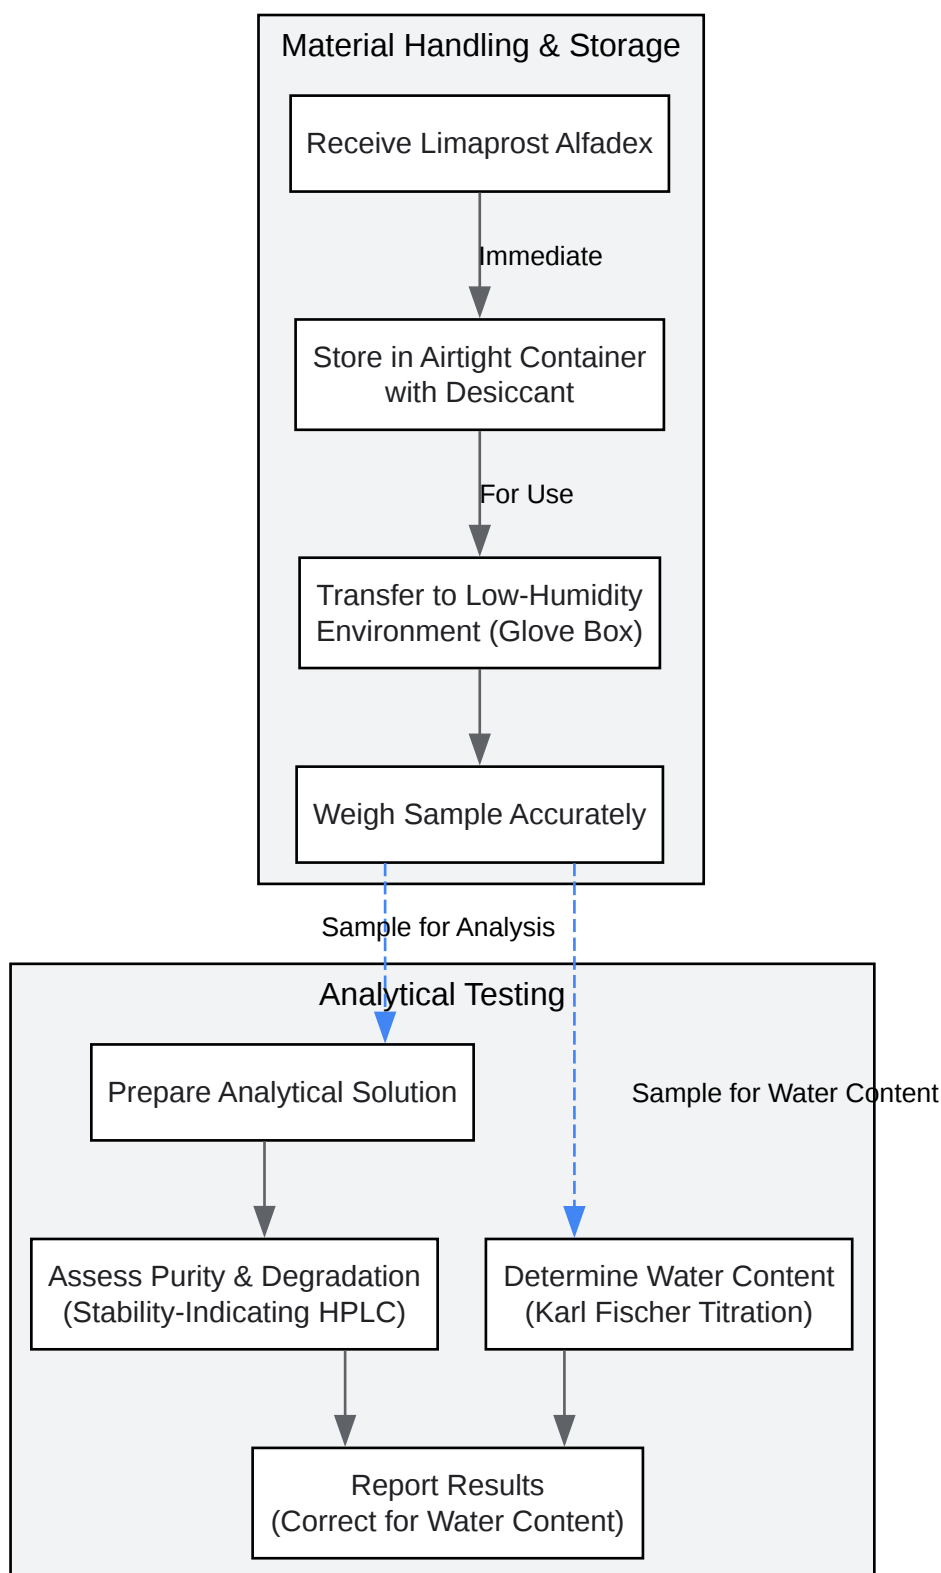 Material Handling & Storage
Receive Limaprost Alfadex
Immediate
Store in Airtight Container
with Desiccant
For Use
Transfer to Low-Humidity
Environment (Glove Box)
Weigh Sample Accurately
Sample for Analysis
Analytical Testing
Prepare Analytical Solution
Sample for Water Content
Assess Purity & Degradation
(Stability-Indicating HPLC)
Determine Water Content
(Karl Fischer Titration)
Report Results
(Correct for Water Content)